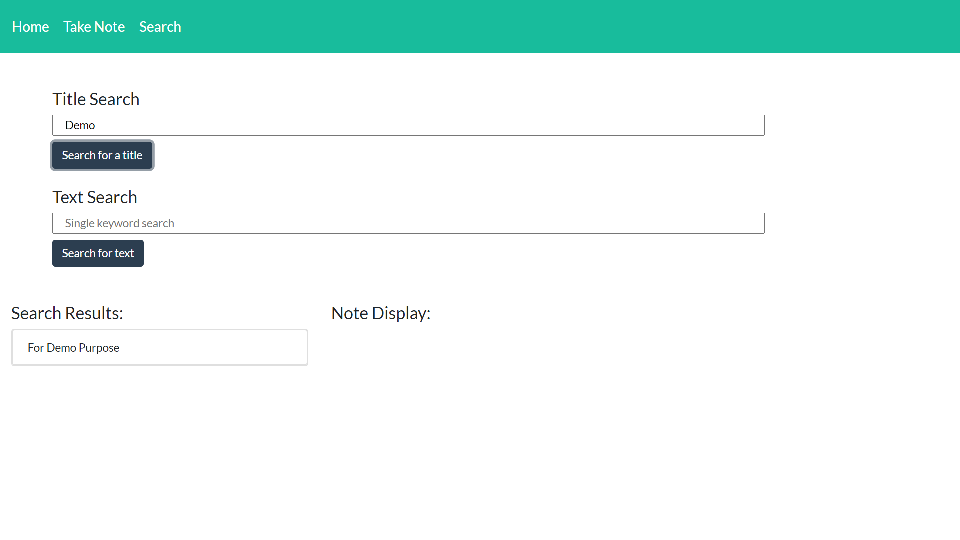 Home Take Note Search
Title Search
Demo
Search for a title
Text Search
Single keyword search
Search for text
Search Results:
For Demo Purpose
Note Display: